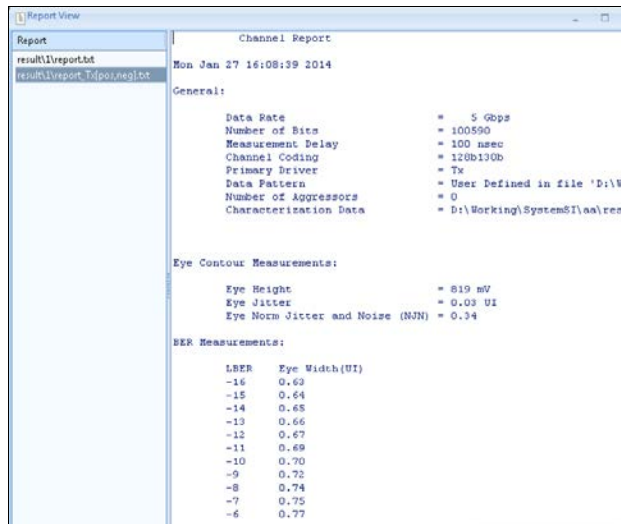 Report View
Report
result\1\report.txt
result\1\report_Tx[pos,neg].txt
Channel Report
Mon Jan 27 16:08:39 2014
General:
Data Rate = 5 Gbps
Number of Bits = 100590
Measurement Delay = 100 nsec
Channel Coding = 128b130b
Primary Driver = Tx
Data Pattern = User Defined in file 'D:\W
Number of Aggressors = 0
Characterization Data = D:\Working\SystemSI\aa\res
Eye Contour Measurements:
Eye Height = 819 mV
Eye Jitter = 0.03 UI
Eye Norm Jitter and Noise (NJN) = 0.34
BER Measurements:
LBER Eye Width(UI)
-16 0.63
-15 0.64
-14 0.65
-13 0.66
-12 0.67
-11 0.69
-10 0.70
-9 0.72
-8 0.74
-7 0.75
-6 0.77